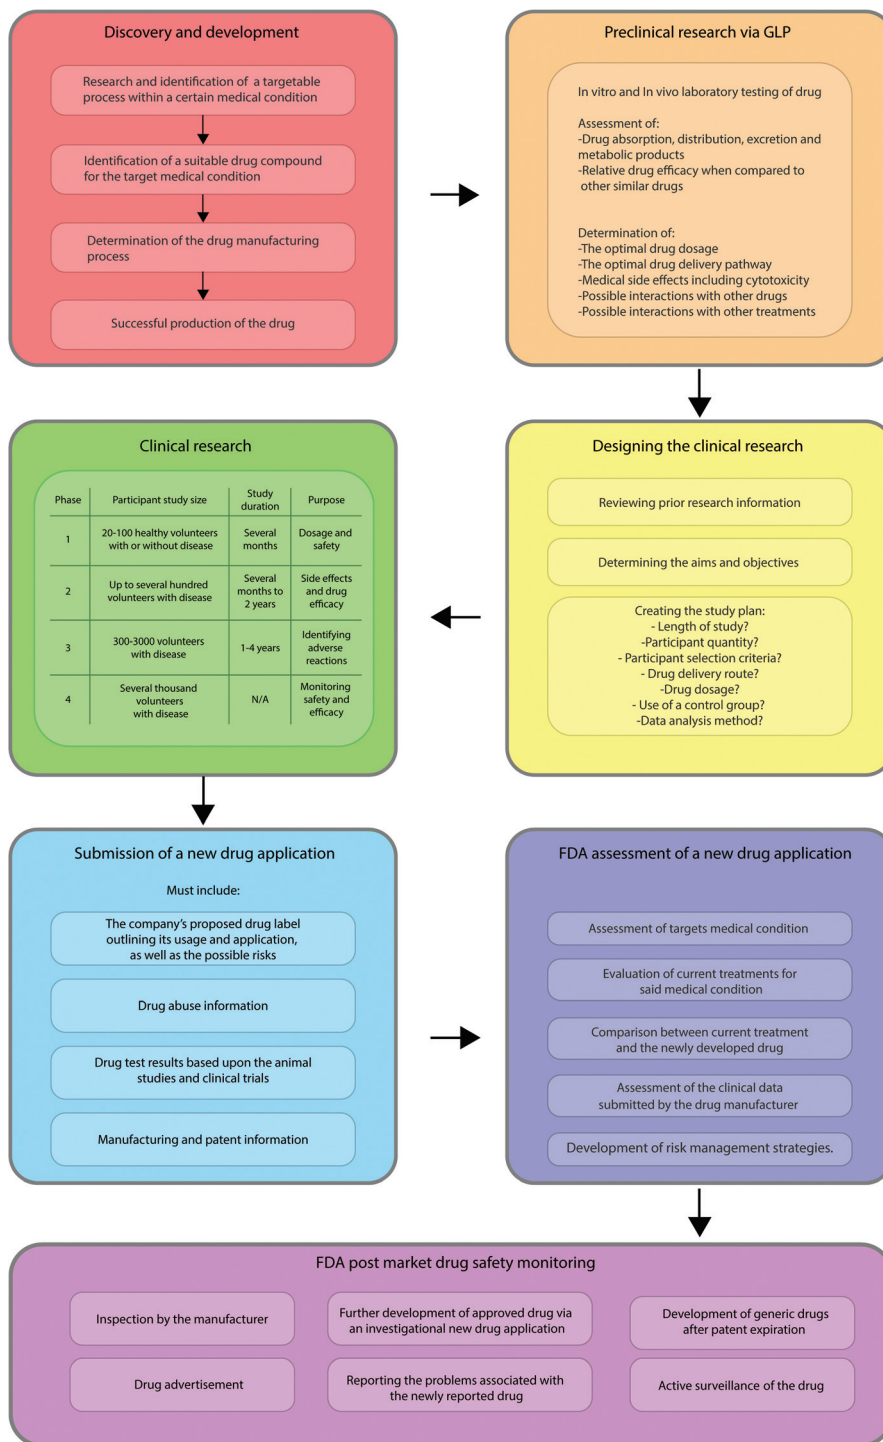 Discovery and development
Research and identification of a targetable
process within a certain medical condition
Identification of a suitable drug compound
for the target medical condition
Determination of the drug manufacturing
process
Successful production of the drug
Preclinical research via GLP
In vitro and In vivo laboratory testing of drug
Assessment of:
-Drug absorption, distribution, excretion and
metabolic products
-Relative drug efficacy when compared to
other similar drugs
Determination of:
-The optimal drug dosage
-The optimal drug delivery pathway
-Medical side effects including cytotoxicity
-Possible interactions with other drugs
-Possible interactions with other treatments
Designing the clinical research
Reviewing prior research information
Determining the aims and objectives
Creating the study plan:
- Length of study?
-Participant quantity?
- Participant selection criteria?
- Drug delivery route?
-Drug dosage?
- Use of a control group?
-Data analysis method?
Clinical research
Phase Participant study size Study duration Purpose
1 20-100 healthy volunteers with or without disease Several months Dosage and safety
2 Up to several hundred volunteers with disease Several months to 2 years Side effects and drug efficacy
3 300-3000 volunteers with disease 1-4 years Identifying adverse reactions
4 Several thousand volunteers with disease N/A Monitoring safety and efficacy
Submission of a new drug application
Must include:
The company's proposed drug label
outlining its usage and application,
as well as the possible risks
Drug abuse information
Drug test results based upon the animal
studies and clinical trials
Manufacturing and patent information
FDA assessment of a new drug application
Assessment of targets medical condition
Evaluation of current treatments for
said medical condition
Comparison between current treatment
and the newly developed drug
Assessment of the clinical data
submitted by the drug manufacturer
Development of risk management strategies.
FDA post market drug safety monitoring
Inspection by the manufacturer
Further development of approved drug via
an investigational new drug application
Development of generic drugs
after patent expiration
Drug advertisement
Reporting the problems associated with
the newly reported drug
Active surveillance of the drug